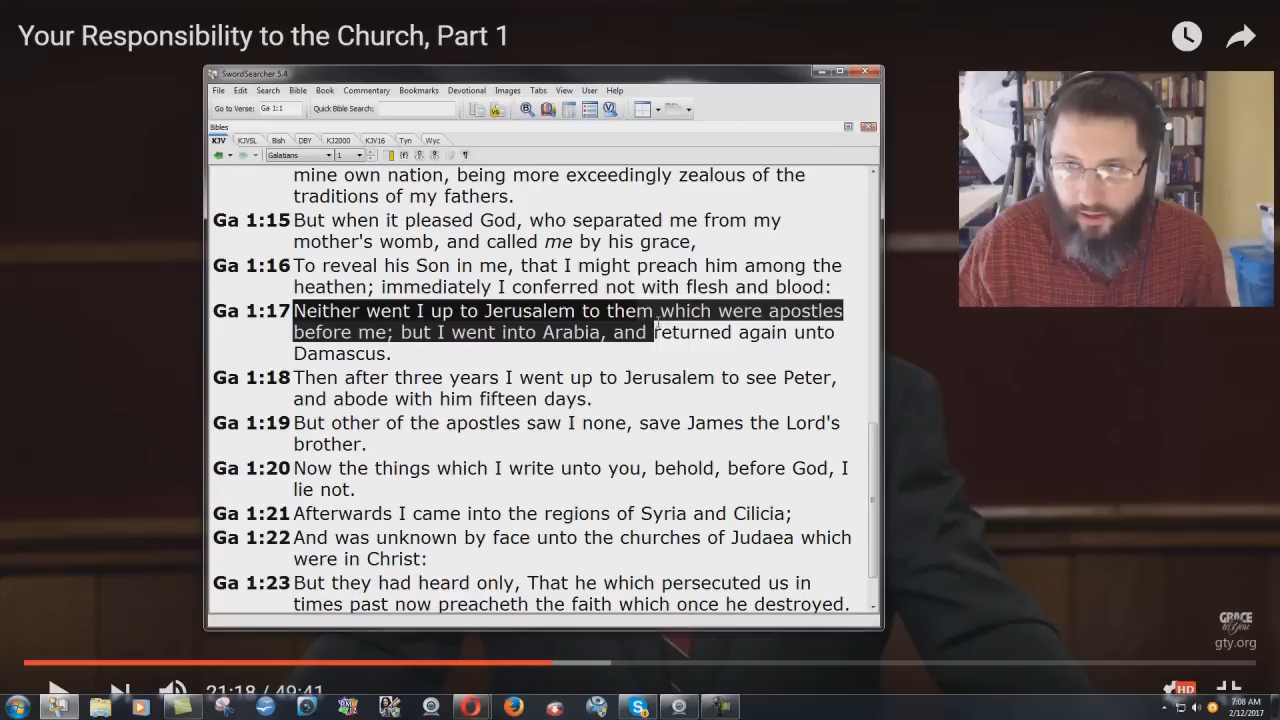 Your Responsibility to the Church, Part 1
SwordSearcher 5.4
File Edit Search Bible Book Commentary Bookmarks Devotional Images Tabs View User Help
Go to Verse: Ga 1:1 Quick Bible Search:
Bibles
KJV KJVSL Bish DBY KJ2000 KJV16 Tyn Wyc
Galatians 1
mine own nation, being more exceedingly zealous of the
traditions of my fathers.
Ga 1:15 But when it pleased God, who separated me from my
mother's womb, and called me by his grace,
Ga 1:16 To reveal his Son in me, that I might preach him among the
heathen; immediately I conferred not with flesh and blood:
Ga 1:17 Neither went I up to Jerusalem to them which were apostles
before me; but I went into Arabia, and returned again unto
Damascus.
Ga 1:18 Then after three years I went up to Jerusalem to see Peter,
and abode with him fifteen days.
Ga 1:19 But other of the apostles saw I none, save James the Lord's
brother.
Ga 1:20 Now the things which I write unto you, behold, before God, I
lie not.
Ga 1:21 Afterwards I came into the regions of Syria and Cilicia;
Ga 1:22 And was unknown by face unto the churches of Judaea which
were in Christ:
Ga 1:23 But they had heard only, That he which persecuted us in
times past now preacheth the faith which once he destroyed.
GRACE
to You
gty.org
21:18 / 49:41
HD
7:08 AM
2/12/2017